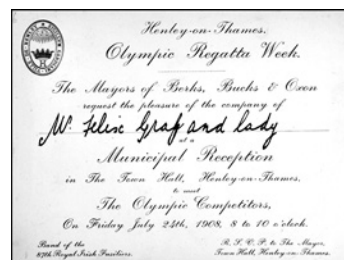 Henley-on-Thames.
Olympic Regatta Week.
The Mayors of Berks, Bucks & Oxon
request the pleasure of the company of
Mr. Felix Graf and lady
at a
Municipal Reception
in The Town Hall, Henley-on-Thames,
to meet
The Olympic Competitors,
On Friday July 24th, 1908, 8 to 10 o'clock.
Band of the
87th Royal Irish Fusiliers.
R. S. V. P. to The Mayor,
Town Hall, Henley-on-Thames.